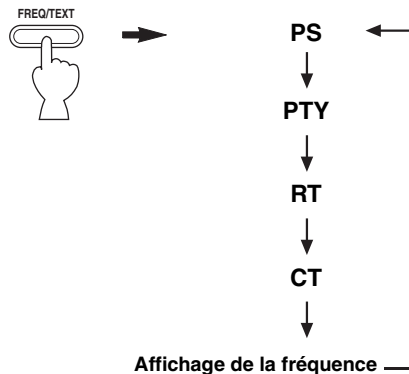 FREQ/TEXT
PS
PTY
RT
CT
Affichage de la fréquence